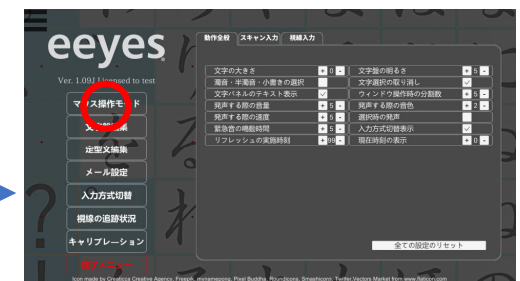 eeyes
Ver. 1.09J Licensed to test
マウス操作モード
文字盤編集
定型文編集
メール設定
入力方式切替
視線の追跡状況
キャリブレーション
動作全般 スキャン入力 視線入力
文字の大きさ + 0 - 文字盤の明るさ + 5 -
濁音・半濁音・小書きの選択 文字選択の取り消し
文字パネルのテキスト表示 ウィンドウ操作時の分割数 + 5 -
発声する際の音量 + 5 - 発声する際の音色 + 2 -
発声する際の速度 + 5 - 選択時の発声
緊急音の鳴動時間 + 5 - 入力方式切替表示
リフレッシュの実施時刻 + 99 - 現在時刻の表示 + 0 -
全ての設定のリセット
Icon made by Creaticca Creative Agency, Freepik, mynamepong, Pixel Buddha, Roundicons, Smashicons, Twitter,Vectors Market from www.flaticon.com